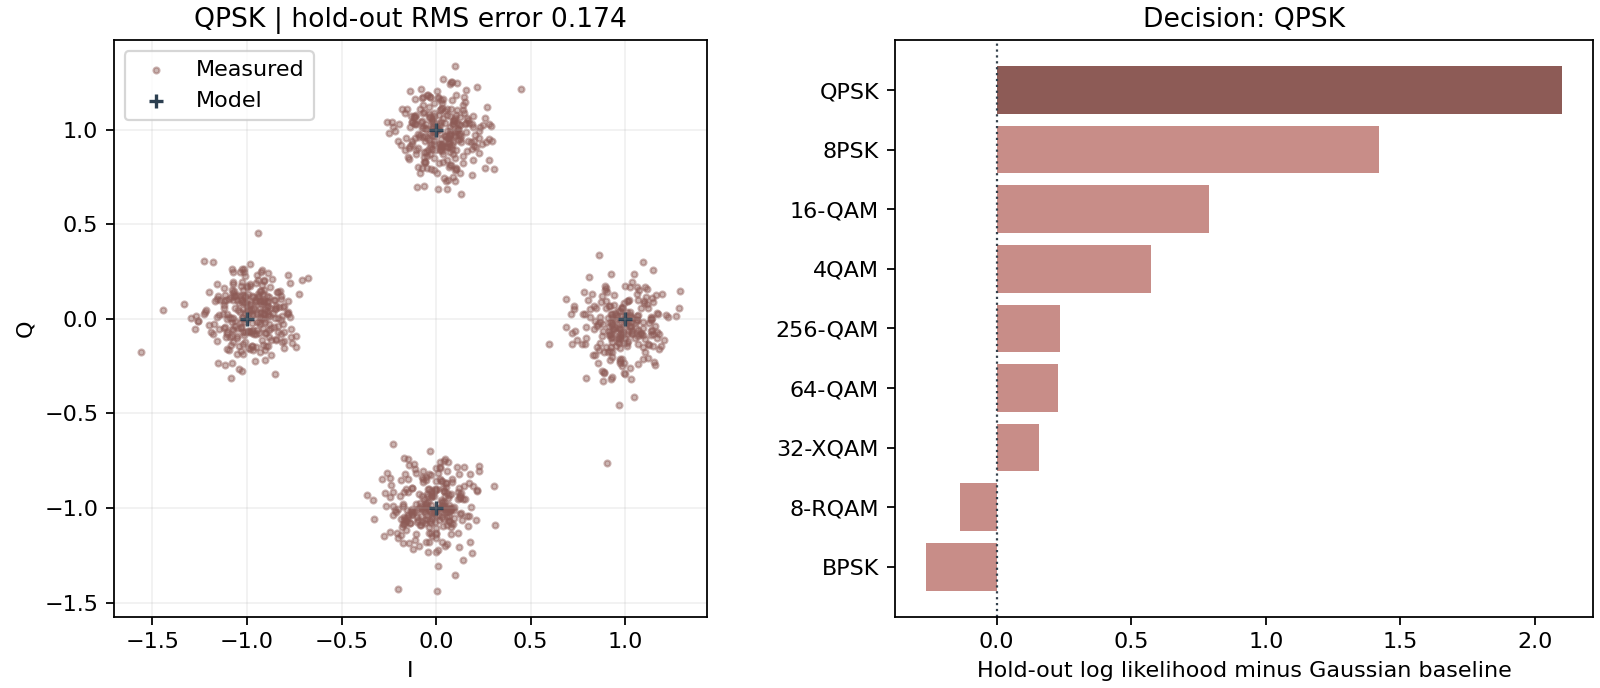 QPSK | hold-out RMS error 0.174
Measured
Model
1.0
0.5
0.0
−0.5
−1.0
−1.5
Q
−1.5
−1.0
−0.5
0.0
0.5
1.0
I
Decision: QPSK
QPSK
8PSK
16-QAM
4QAM
256-QAM
64-QAM
32-XQAM
8-RQAM
BPSK
0.0
0.5
1.0
1.5
2.0
Hold-out log likelihood minus Gaussian baseline